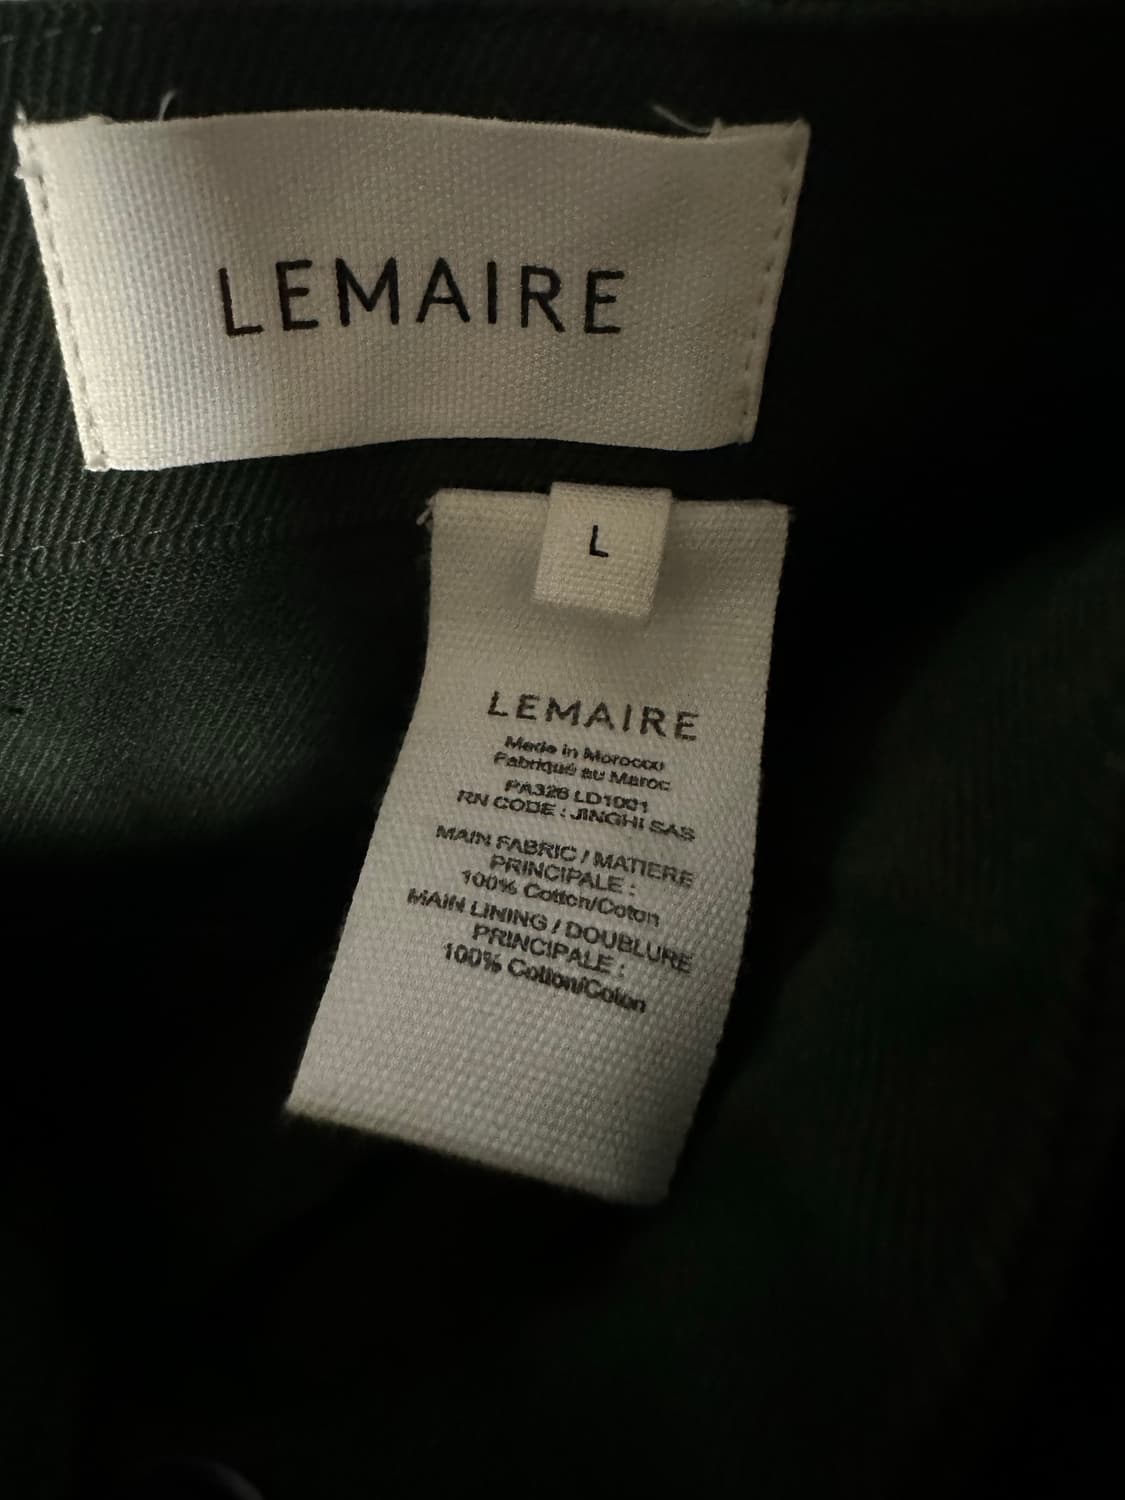 LEMAIRE
L
LEMAIRE
Made in Morocco
Fabriqué au Maroc
PA326 LD1001
RN CODE : JINGHI SAS
MAIN FABRIC / MATIERE
PRINCIPALE :
100% Cotton/Coton
MAIN LINING / DOUBLURE
PRINCIPALE :
100% Cotton/Coton